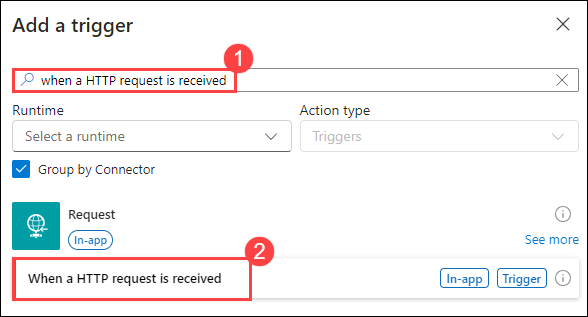 Add a trigger
1
when a HTTP request is received
Runtime Action type
Select a runtime Triggers
Group by Connector
Request
In-app
See more
2
When a HTTP request is received In-app Trigger